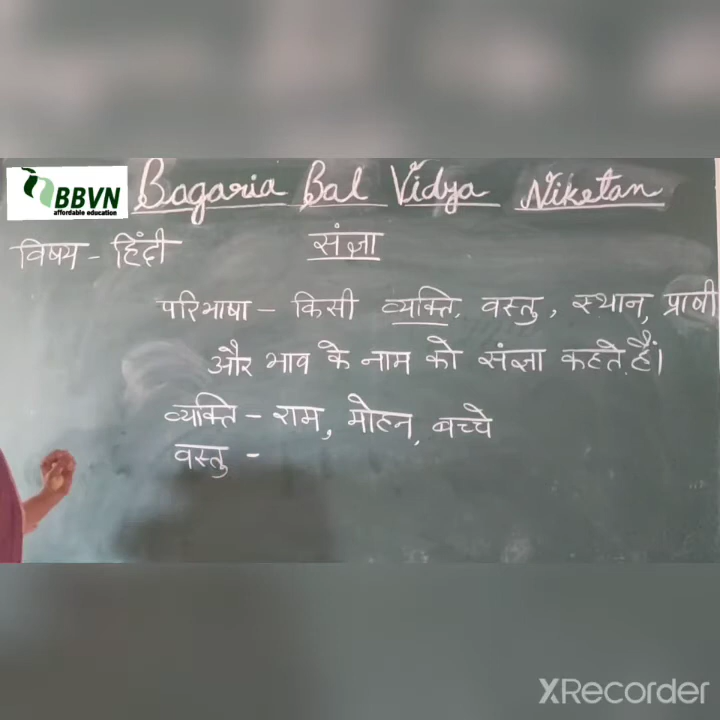 BBVN
affordable education
Bagaria Bal Vidya Niketan
विषय - हिंदी
संज्ञा
परिभाषा - किसी व्यक्ति, वस्तु, स्थान, प्राणी
और भाव के नाम को संज्ञा कहते हैं।
व्यक्ति - राम, मोहन, बच्चे
वस्तु -
XRecorder